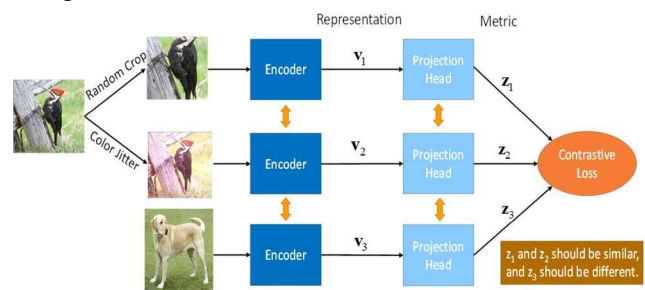 Representation
Metric
Random Crop
Color Jitter
Encoder
v₁
Projection
Head
z₁
Encoder
v₂
Projection
Head
z₂
Contrastive
Loss
Encoder
v₃
Projection
Head
z₃
z₁ and z₂ should be similar,
and z₃ should be different.